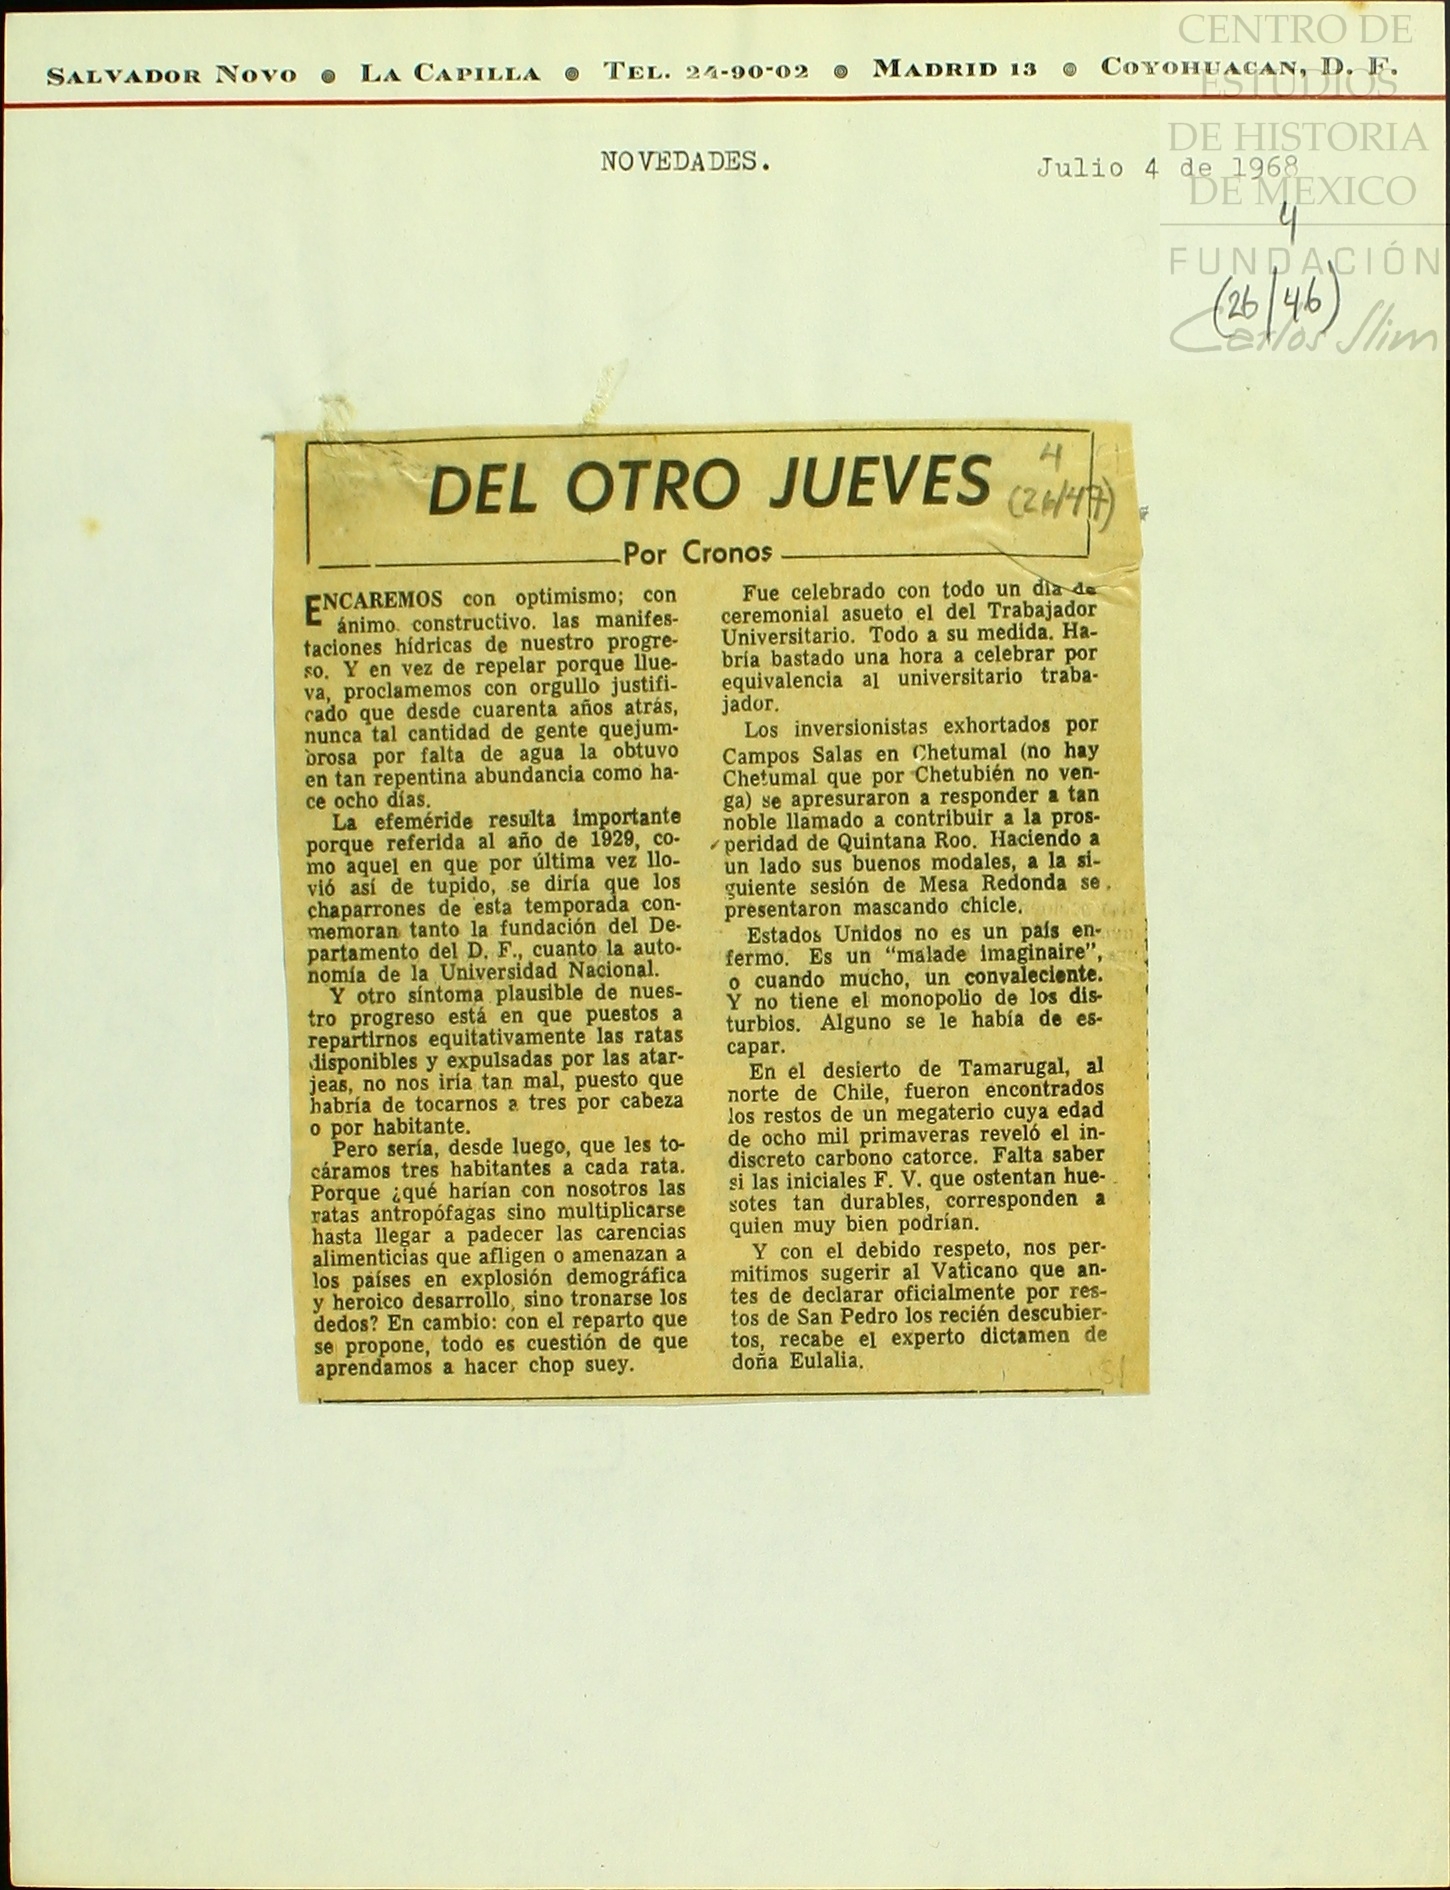 SALVADOR NOVO ● LA CAPILLA ● TEL. 24-90-02 ● MADRID 13 ● COYOHUACAN, D. F.
CENTRO DE
ESTUDIOS
DE HISTORIA
DE MEXICO
FUNDACIÓN
Carlos Slim
NOVEDADES.
Julio 4 de 1968
4
(26/46)
DEL OTRO JUEVES
4
(26/47)
Por Cronos
ENCAREMOS con optimismo; con
ánimo constructivo. las manifes-
taciones hídricas de nuestro progre-
so. Y en vez de repelar porque llue-
va, proclamemos con orgullo justifi-
cado que desde cuarenta años atrás,
nunca tal cantidad de gente quejum-
brosa por falta de agua la obtuvo
en tan repentina abundancia como ha-
ce ocho días.
La efeméride resulta importante
porque referida al año de 1929, co-
mo aquel en que por última vez llo-
vió así de tupido, se diría que los
chaparrones de esta temporada con-
memoran tanto la fundación del De-
partamento del D. F., cuanto la auto-
nomía de la Universidad Nacional.
Y otro síntoma plausible de nues-
tro progreso está en que puestos a
repartirnos equitativamente las ratas
disponibles y expulsadas por las atar-
jeas, no nos iría tan mal, puesto que
habría de tocarnos a tres por cabeza
o por habitante.
Pero sería, desde luego, que les to-
cáramos tres habitantes a cada rata.
Porque ¿qué harían con nosotros las
ratas antropófagas sino multiplicarse
hasta llegar a padecer las carencias
alimenticias que afligen o amenazan a
los países en explosión demográfica
y heroico desarrollo, sino tronarse los
dedos? En cambio: con el reparto que
se propone, todo es cuestión de que
aprendamos a hacer chop suey.
Fue celebrado con todo un día de
ceremonial asueto el del Trabajador
Universitario. Todo a su medida. Ha-
bría bastado una hora a celebrar por
equivalencia al universitario traba-
jador.
Los inversionistas exhortados por
Campos Salas en Chetumal (no hay
Chetumal que por Chetubién no ven-
ga) se apresuraron a responder a tan
noble llamado a contribuir a la pros-
peridad de Quintana Roo. Haciendo a
un lado sus buenos modales, a la si-
guiente sesión de Mesa Redonda se
presentaron mascando chicle.
Estados Unidos no es un país en-
fermo. Es un "malade imaginaire",
o cuando mucho, un convaleciente.
Y no tiene el monopolio de los dis-
turbios. Alguno se le había de es-
capar.
En el desierto de Tamarugal, al
norte de Chile, fueron encontrados
los restos de un megaterio cuya edad
de ocho mil primaveras reveló el in-
discreto carbono catorce. Falta saber
si las iniciales F. V. que ostentan hue-
sotes tan durables, corresponden a
quien muy bien podrían.
Y con el debido respeto, nos per-
mitimos sugerir al Vaticano que an-
tes de declarar oficialmente por res-
tos de San Pedro los recién descubier-
tos, recabe el experto dictamen de
doña Eulalia.